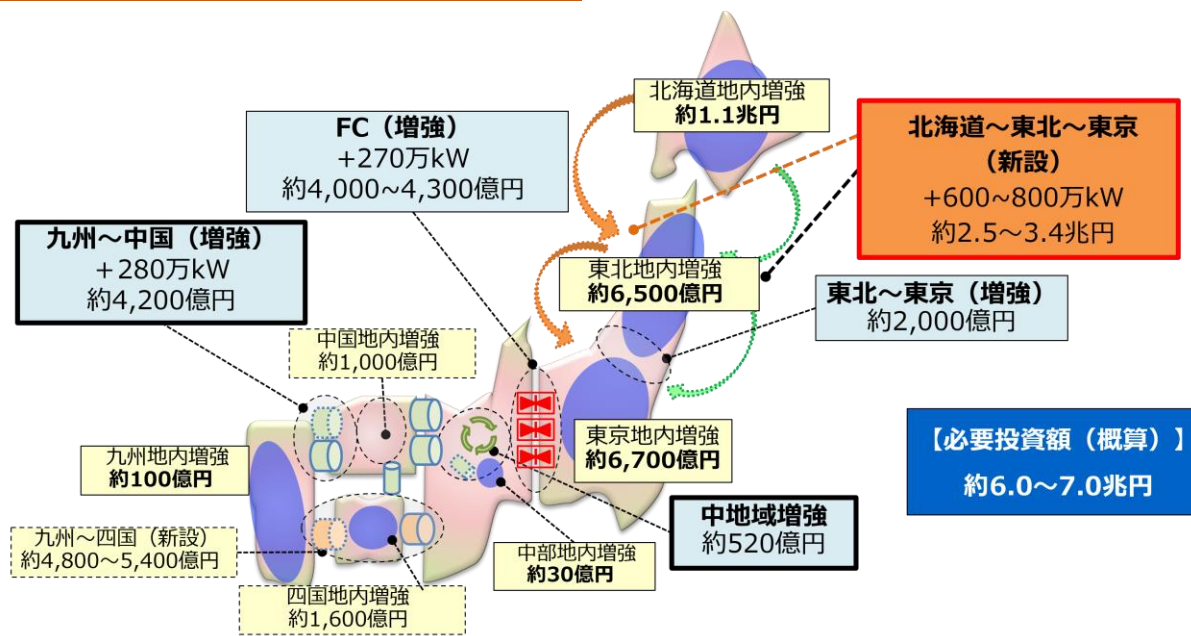 北海道地内増強
約1.1兆円
FC（増強）
+270万kW
約4,000~4,300億円
北海道～東北～東京
（新設）
+600~800万kW
約2.5～3.4兆円
九州～中国（増強）
+280万kW
約4,200億円
東北地内増強
約6,500億円
東北～東京（増強）
約2,000億円
中国地内増強
約1,000億円
九州地内増強
約100億円
東京地内増強
約6,700億円
【必要投資額（概算）】
約6.0～7.0兆円
中地域増強
約520億円
九州～四国（新設）
約4,800～5,400億円
中部地内増強
約30億円
四国地内増強
約1,600億円